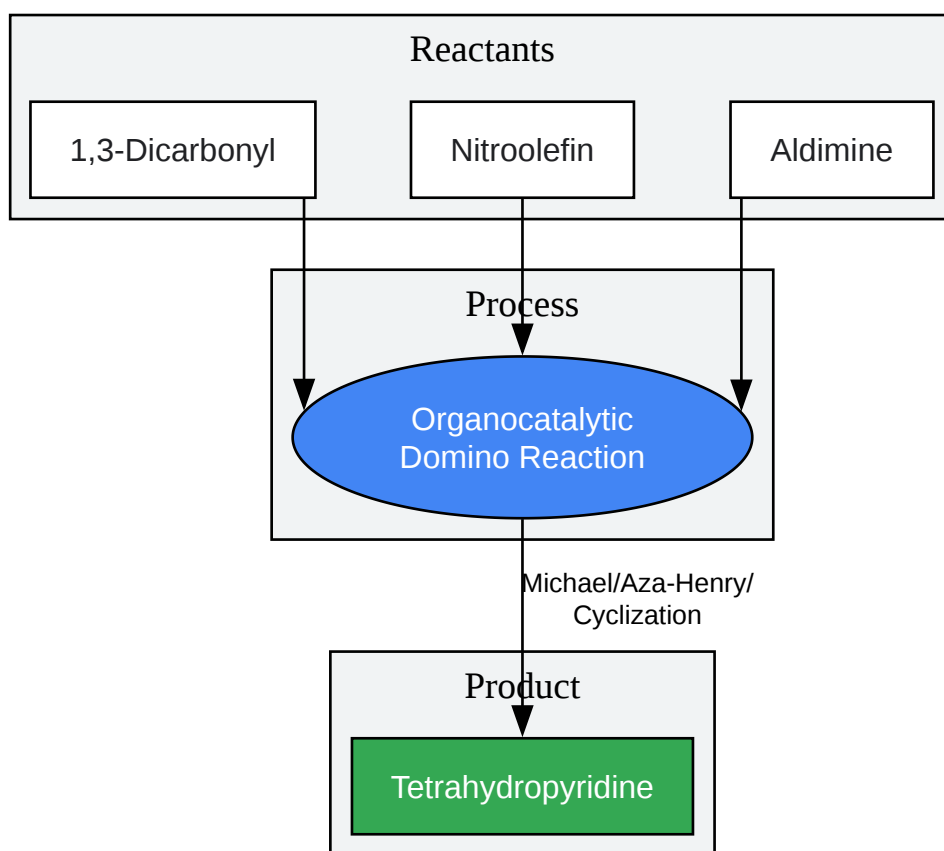 Reactants
1,3-Dicarbonyl
Nitroolefin
Aldimine
Process
Organocatalytic
Domino Reaction
Michael/Aza-Henry/
Cyclization
Product
Tetrahydropyridine